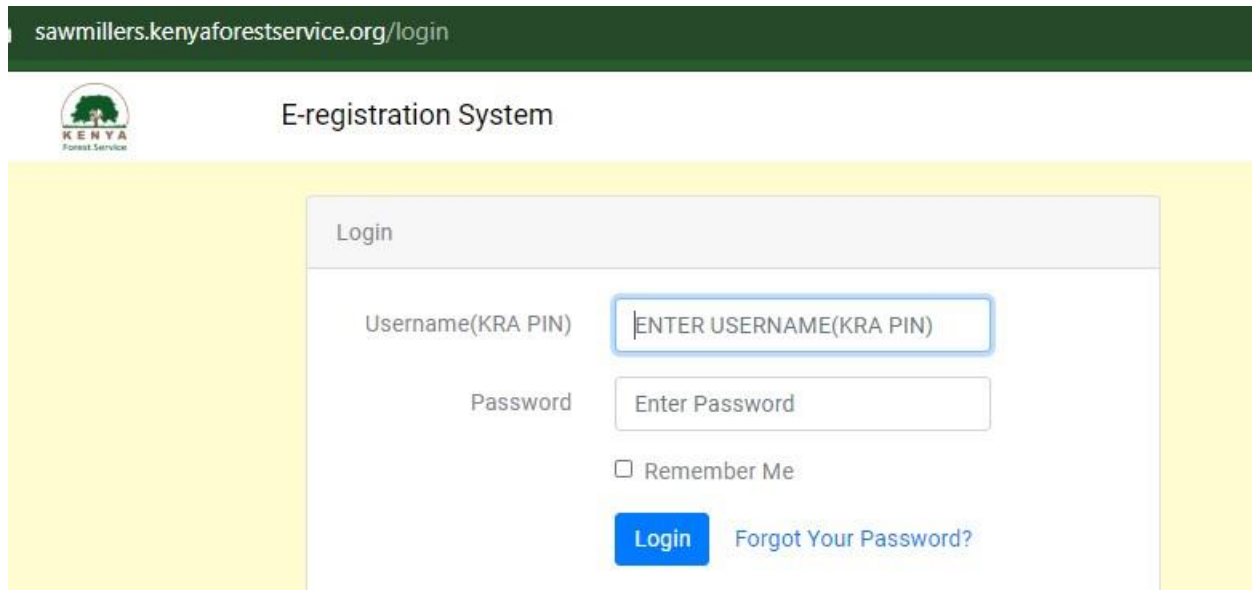 sawmillers.kenyaforestservice.org/login
KENYA
Forest Service
E-registration System
Login
Username(KRA PIN)
ENTER USERNAME(KRA PIN)
Password
Enter Password
Remember Me
Login
Forgot Your Password?